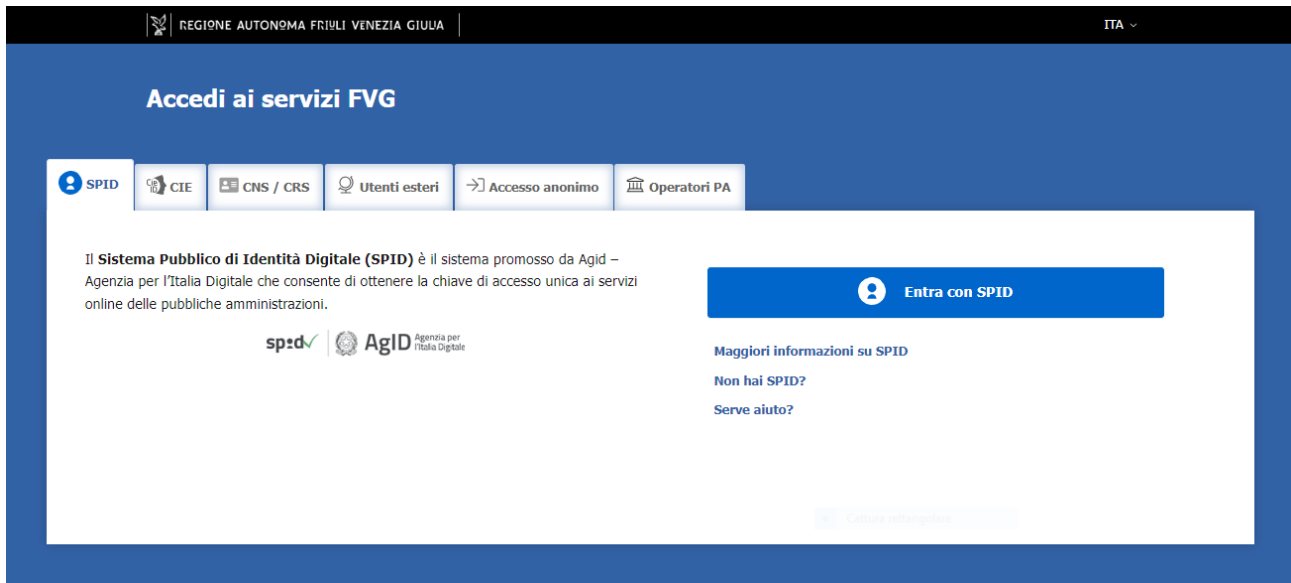 REGIONE AUTONOMA FRIULI VENEZIA GIULIA
ITA
Accedi ai servizi FVG
SPID
CIE
CNS / CRS
Utenti esteri
Accesso anonimo
Operatori PA
Il Sistema Pubblico di Identità Digitale (SPID) è il sistema promosso da Agid –
Agenzia per l'Italia Digitale che consente di ottenere la chiave di accesso unica ai servizi
online delle pubbliche amministrazioni.
spid
AgID Agenzia per
l'Italia Digitale
Entra con SPID
Maggiori informazioni su SPID
Non hai SPID?
Serve aiuto?